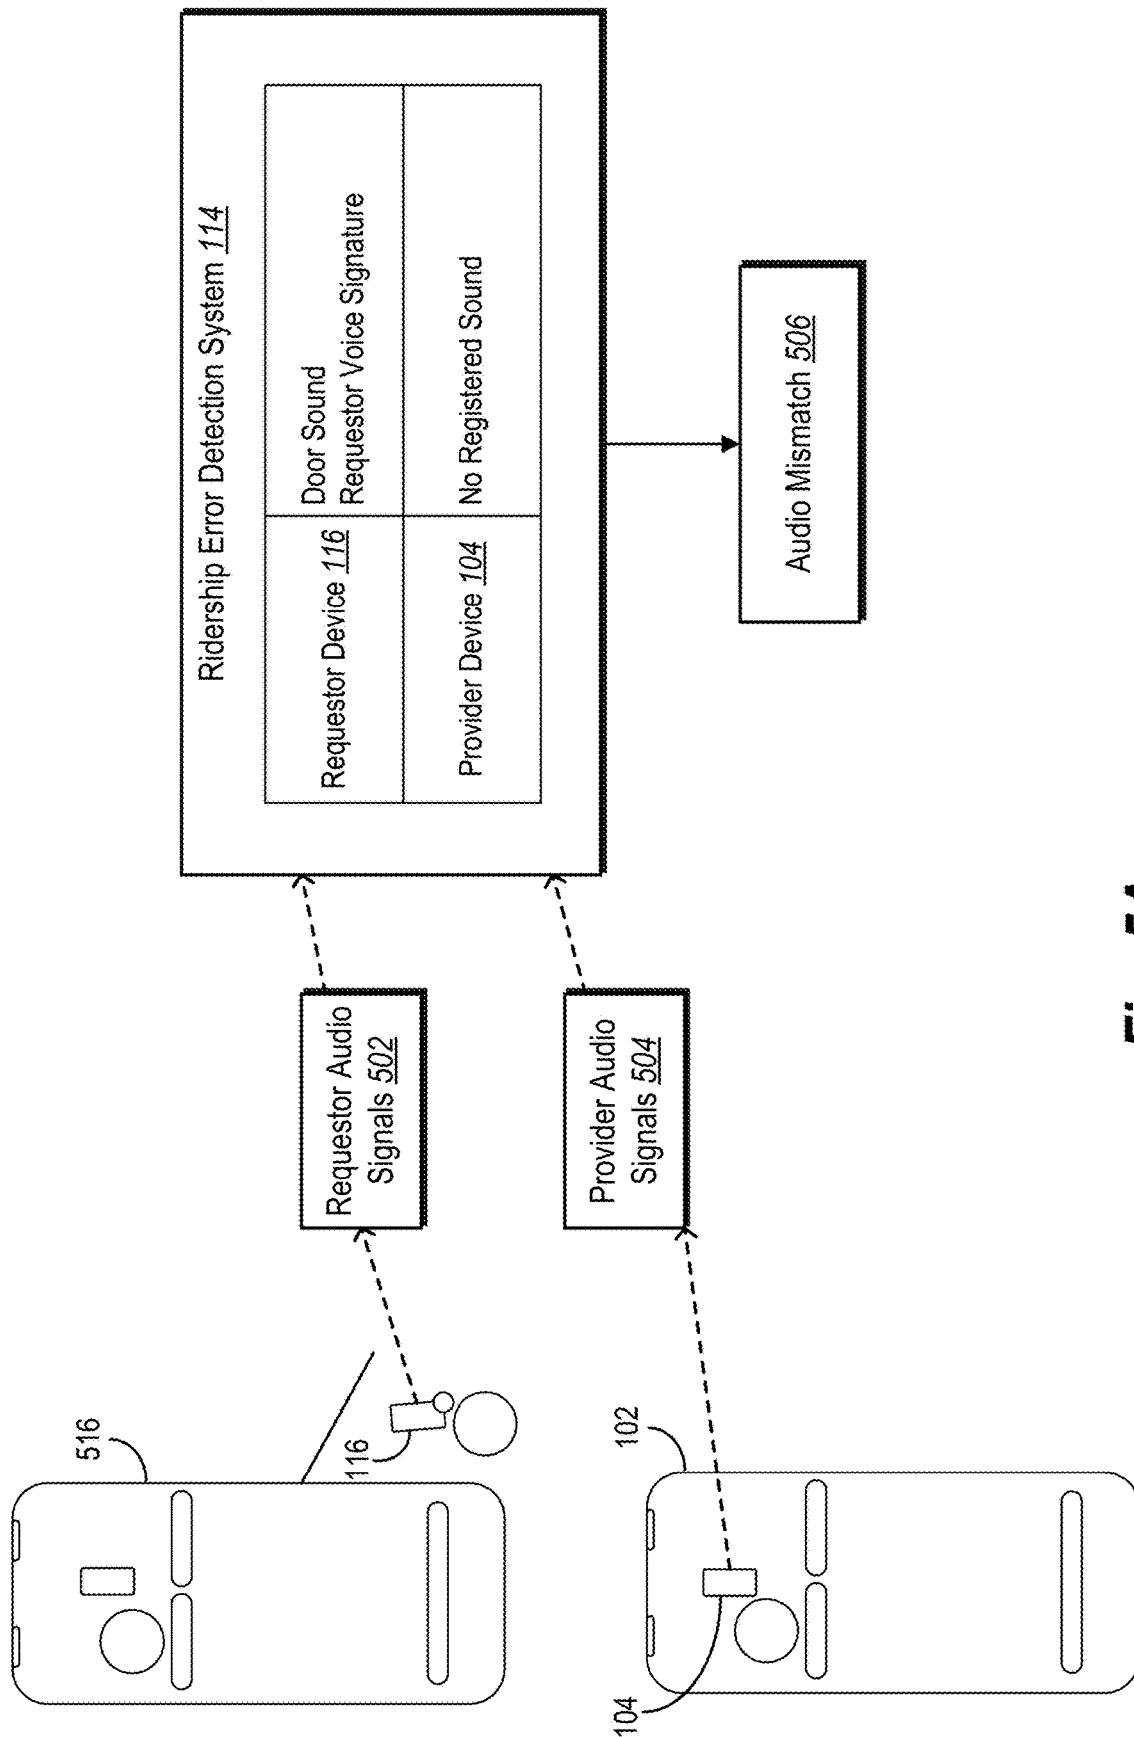 516
116
102
104
Requestor Audio
Signals 502
Provider Audio
Signals 504
Ridership Error Detection System 114
Requestor Device 116
Door Sound
Requestor Voice Signature
Provider Device 104
No Registered Sound
Audio Mismatch 506